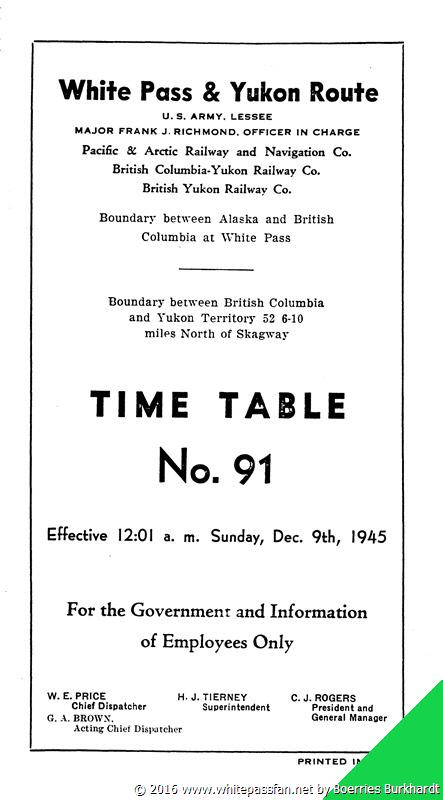 White Pass & Yukon Route
U. S. ARMY, LESSEE
MAJOR FRANK J. RICHMOND, OFFICER IN CHARGE
Pacific & Arctic Railway and Navigation Co.
British Columbia-Yukon Railway Co.
British Yukon Railway Co.
Boundary between Alaska and British
Columbia at White Pass
Boundary between British Columbia
and Yukon Territory 52 6-10
miles North of Skagway
TIME TABLE
No. 91
Effective 12:01 a. m. Sunday, Dec. 9th, 1945
For the Government and Information
of Employees Only
W. E. PRICE
Chief Dispatcher
G. A. BROWN,
Acting Chief Dispatcher
H. J. TIERNEY
Superintendent
C. J. ROGERS
President and
General Manager
PRINTED IN
© 2016 www.whitepassfan.net by Boerries Burkhardt